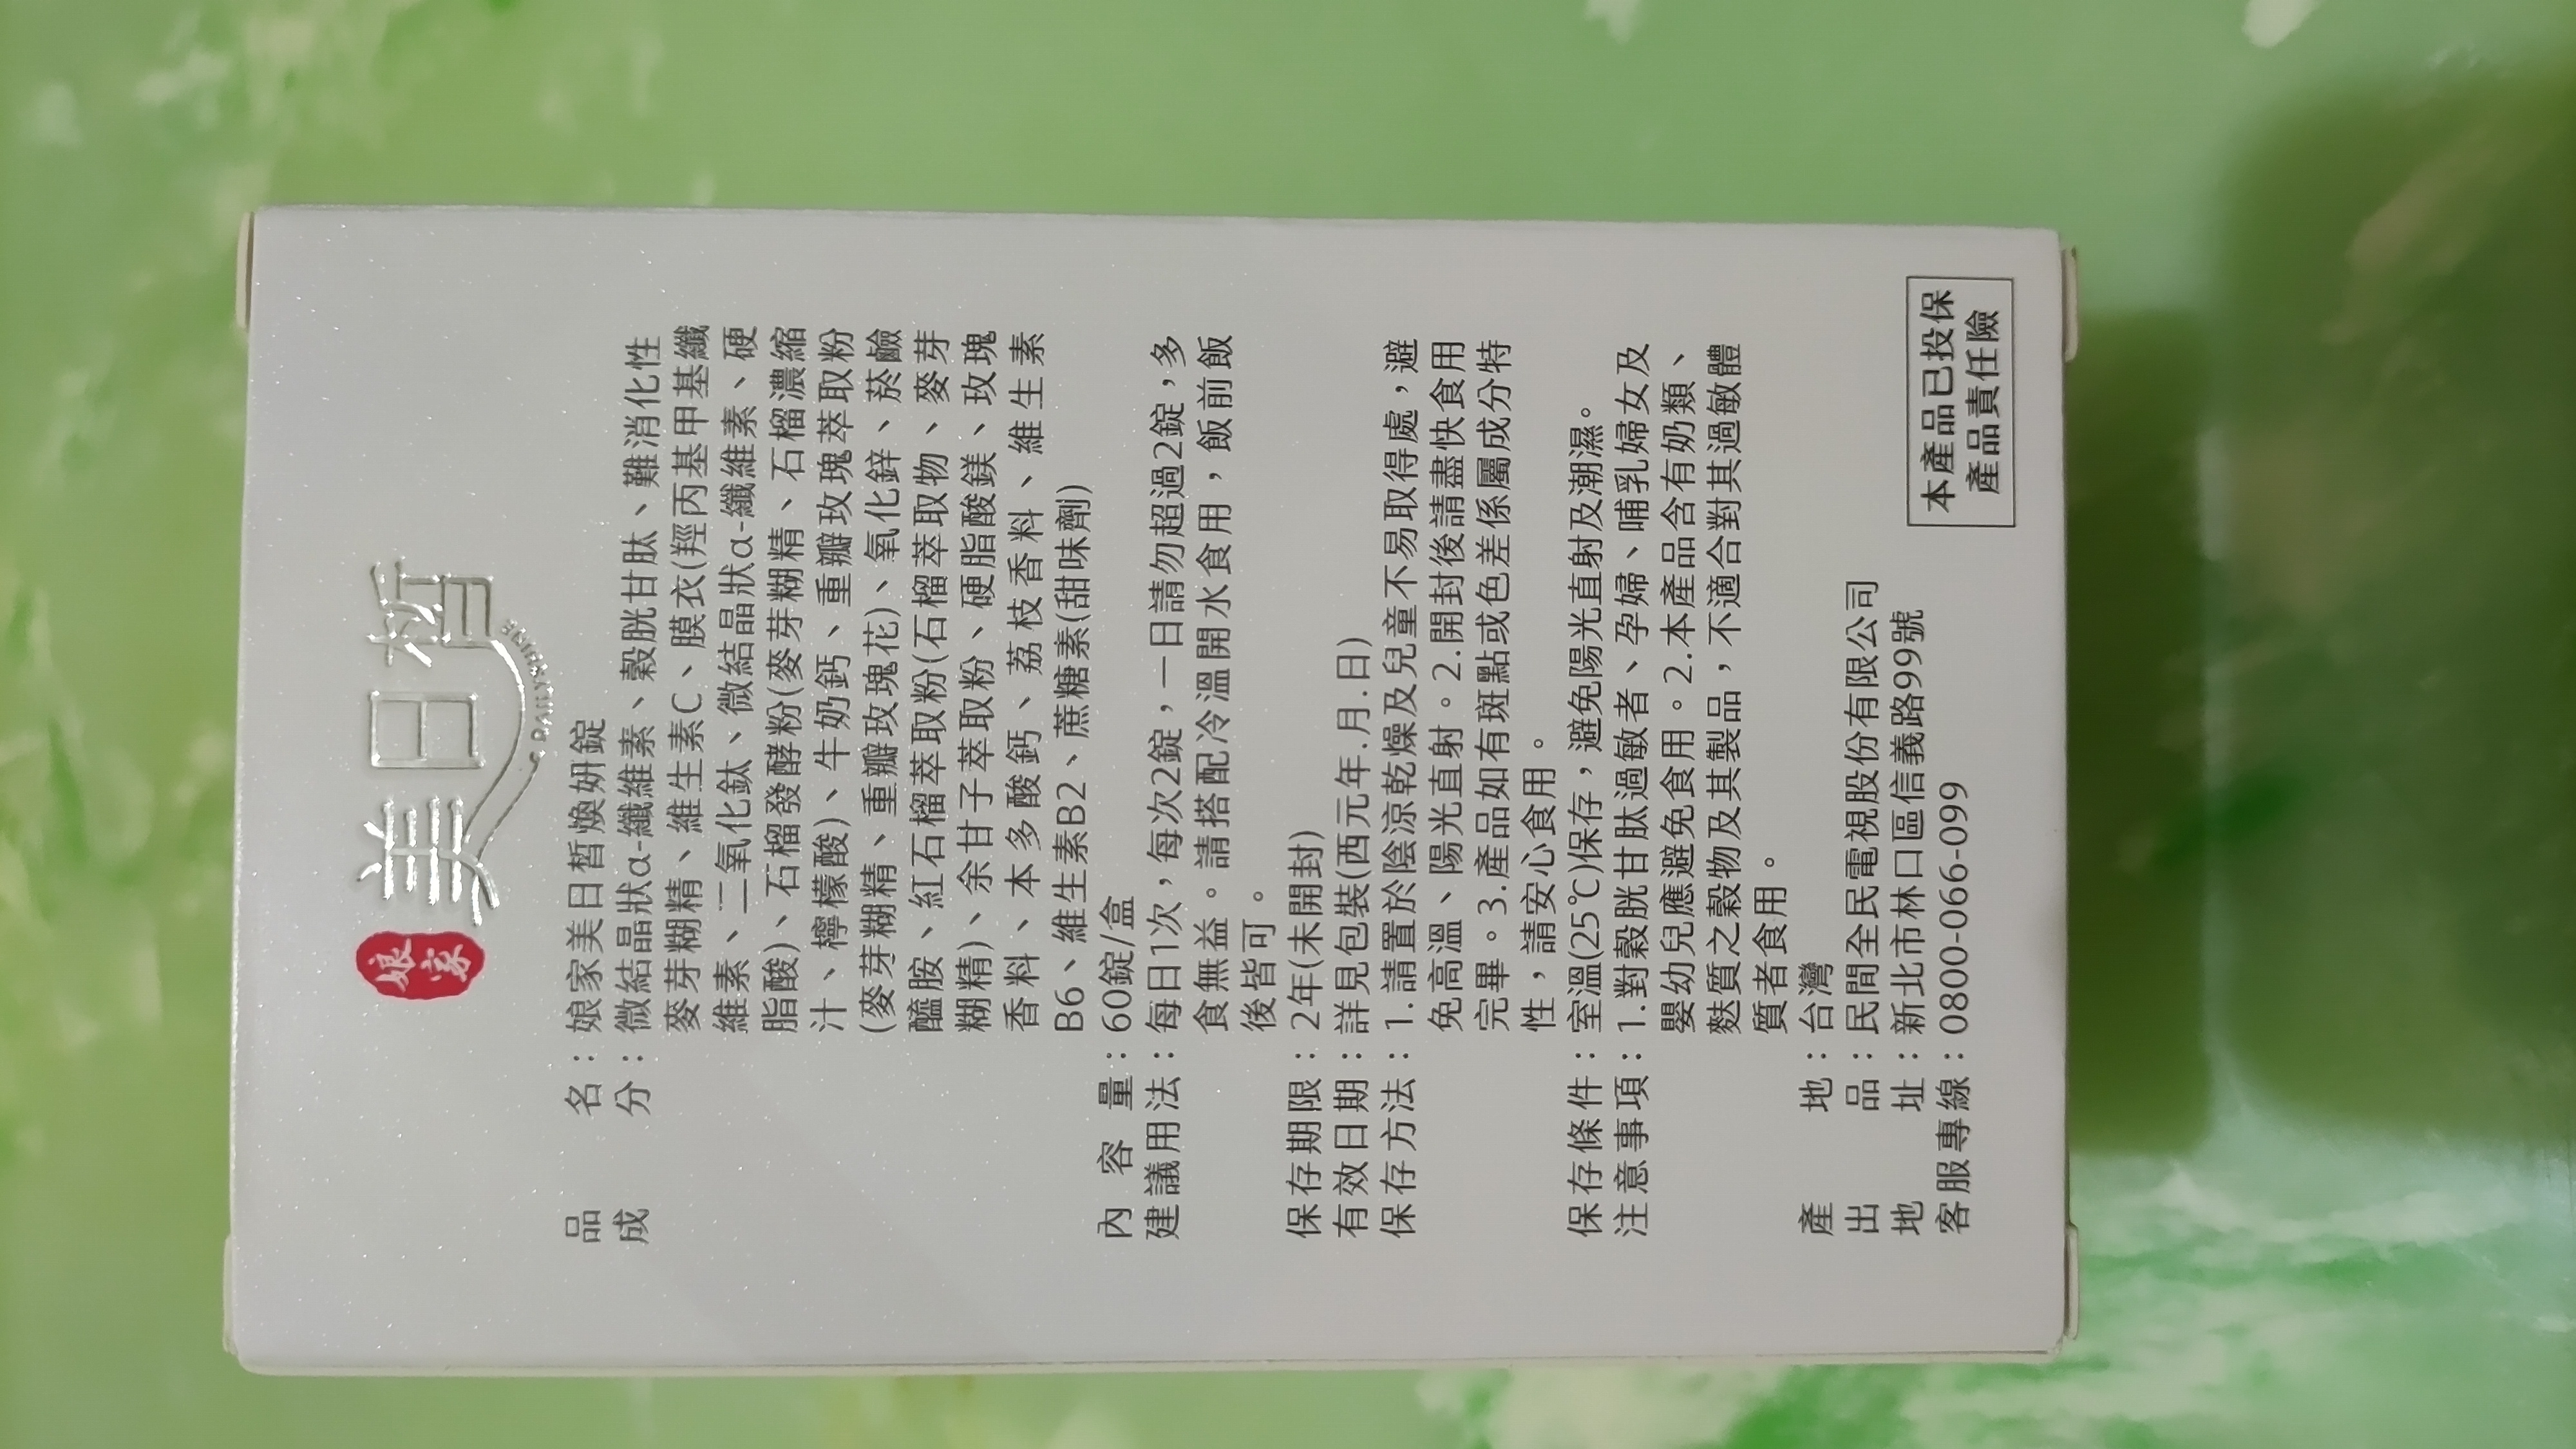 娘家
美日皙
品名：娘家美日皙煥妍錠
成分：微結晶狀α-纖維素、穀胱甘肽、難消化性
麥芽糊精、維生素C、膜衣(羥丙基甲基纖
維素、二氧化鈦、微結晶狀α-纖維素、硬
脂酸)、石榴發酵粉(麥芽糊精、石榴濃縮
汁、檸檬酸)、牛奶鈣、重瓣玫瑰萃取粉
(麥芽糊精、重瓣玫瑰花)、氧化鋅、菸鹼
醯胺、紅石榴萃取粉(石榴萃取物、麥芽
糊精)、余甘子萃取粉、硬脂酸鎂、玫瑰
香料、本多酸鈣、荔枝香料、維生素
B6、維生素B2、蔗糖素(甜味劑)
內容量：60錠/盒
建議用法：每日1次，每次2錠，一日請勿超過2錠，多
食無益。請搭配冷溫開水食用，飯前飯
後皆可。
保存期限：2年(未開封)
有效日期：詳見包裝(西元年.月.日)
保存方法：1.請置於陰涼乾燥及兒童不易取得處，避
免高溫、陽光直射。2.開封後請盡快食用
完畢。3.產品如有斑點或色差係屬成分特
性，請安心食用。
保存條件：室溫(25℃)保存，避免陽光直射及潮濕。
注意事項：1.對穀胱甘肽過敏者、孕婦、哺乳婦女及
嬰幼兒應避免食用。2.本產品含有奶類、
麩質之穀物及其製品，不適合對其過敏體
質者食用。
產地：台灣
出品：民間全民電視股份有限公司
地址：新北市林口區信義路99號
客服專線：0800-066-099
本產品已投保
產品責任險